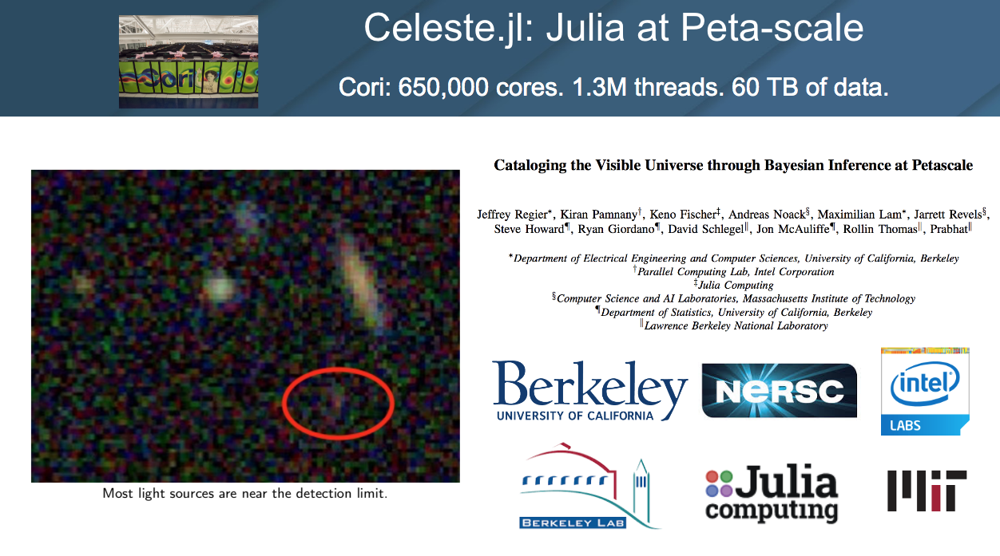 Celeste.jl: Julia at Peta-scale
Cori
Cori: 650,000 cores. 1.3M threads. 60 TB of data.
Cataloging the Visible Universe through Bayesian Inference at Petascale
Jeffrey Regier*, Kiran Pamnany†, Keno Fischer‡, Andreas Noack§, Maximilian Lam*, Jarrett Revels§,
Steve Howard¶, Ryan Giordano¶, David Schlegel‖, Jon McAuliffe¶, Rollin Thomas‖, Prabhat‖
*Department of Electrical Engineering and Computer Sciences, University of California, Berkeley
†Parallel Computing Lab, Intel Corporation
‡Julia Computing
§Computer Science and AI Laboratories, Massachusetts Institute of Technology
¶Department of Statistics, University of California, Berkeley
‖Lawrence Berkeley National Laboratory
Most light sources are near the detection limit.
Berkeley
UNIVERSITY OF CALIFORNIA
NERSC
intel
LABS
BERKELEY LAB
Julia
computing
MIT